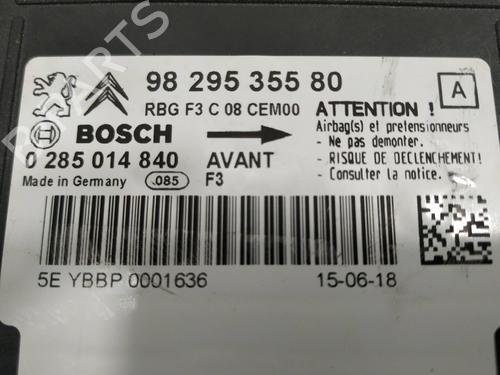 98 295 355 80
A
RBG F3 C 08 CEM00
ATTENTION !
BOSCH
Airbag(s) et pretensionneurs
- Ne pas demonter.
0 285 014 840
AVANT
- RISQUE DE DECLENCHEMENT!
Made in Germany
.085
F3
- Consulter la notice.
5E YBBP 0001636
15-06-18
PARTS